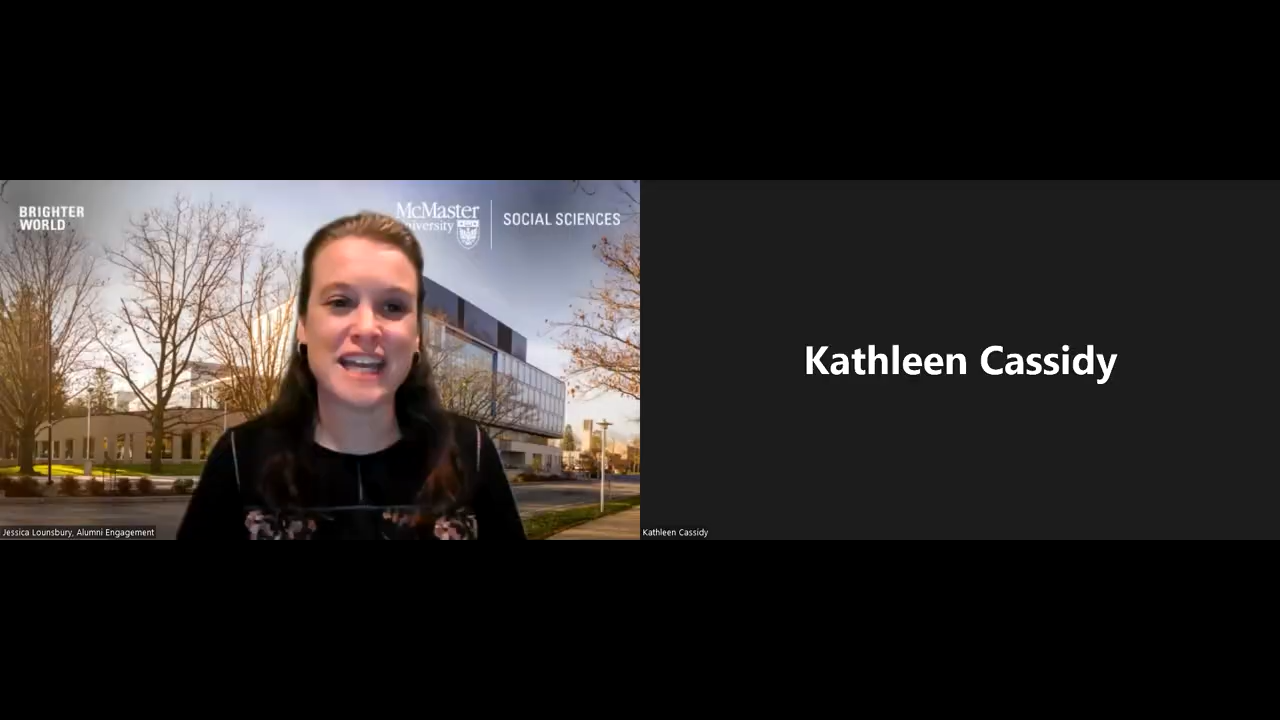 BRIGHTER
WORLD
McMaster
University
SOCIAL SCIENCES
Kathleen Cassidy
Jessica Lounsbury, Alumni Engagement
Kathleen Cassidy